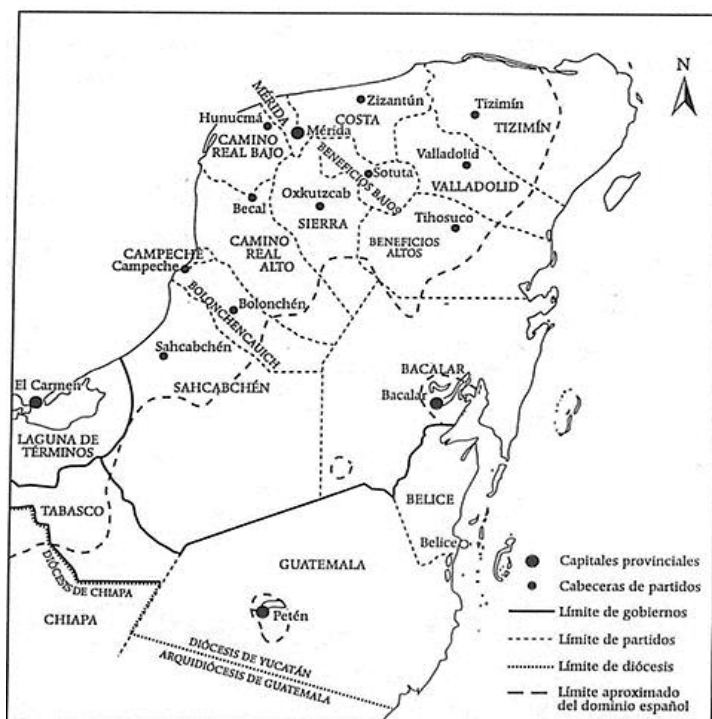 N
MÉRIDA
Zizantún
COSTA
Tizimín
TIZIMÍN
Hunucmá
Mérida
CAMINO
REAL BAJO
BENEFICIOS BAJOS
Valladolid
Sotuta
VALLADOLID
Oxkutzcab
SIERRA
Becal
Tihosuco
CAMINO
REAL
ALTO
BENEFICIOS
ALTOS
CAMPECHE
Campeche
BOLONCHENCAUICH
Bolonchén
Sahcabchén
SAHCABCHÉN
BACALAR
Bacalar
El Carmen
LAGUNA DE
TÉRMINOS
BELICE
Belice
TABASCO
DIÓCESIS DE CHIAPA
CHIAPA
GUATEMALA
Petén
DIÓCESIS DE YUCATÁN
ARQUIDIÓCESIS DE GUATEMALA
Capitales provinciales
Cabeceras de partidos
Límite de gobiernos
Límite de partidos
Límite de diócesis
Límite aproximado
del dominio español